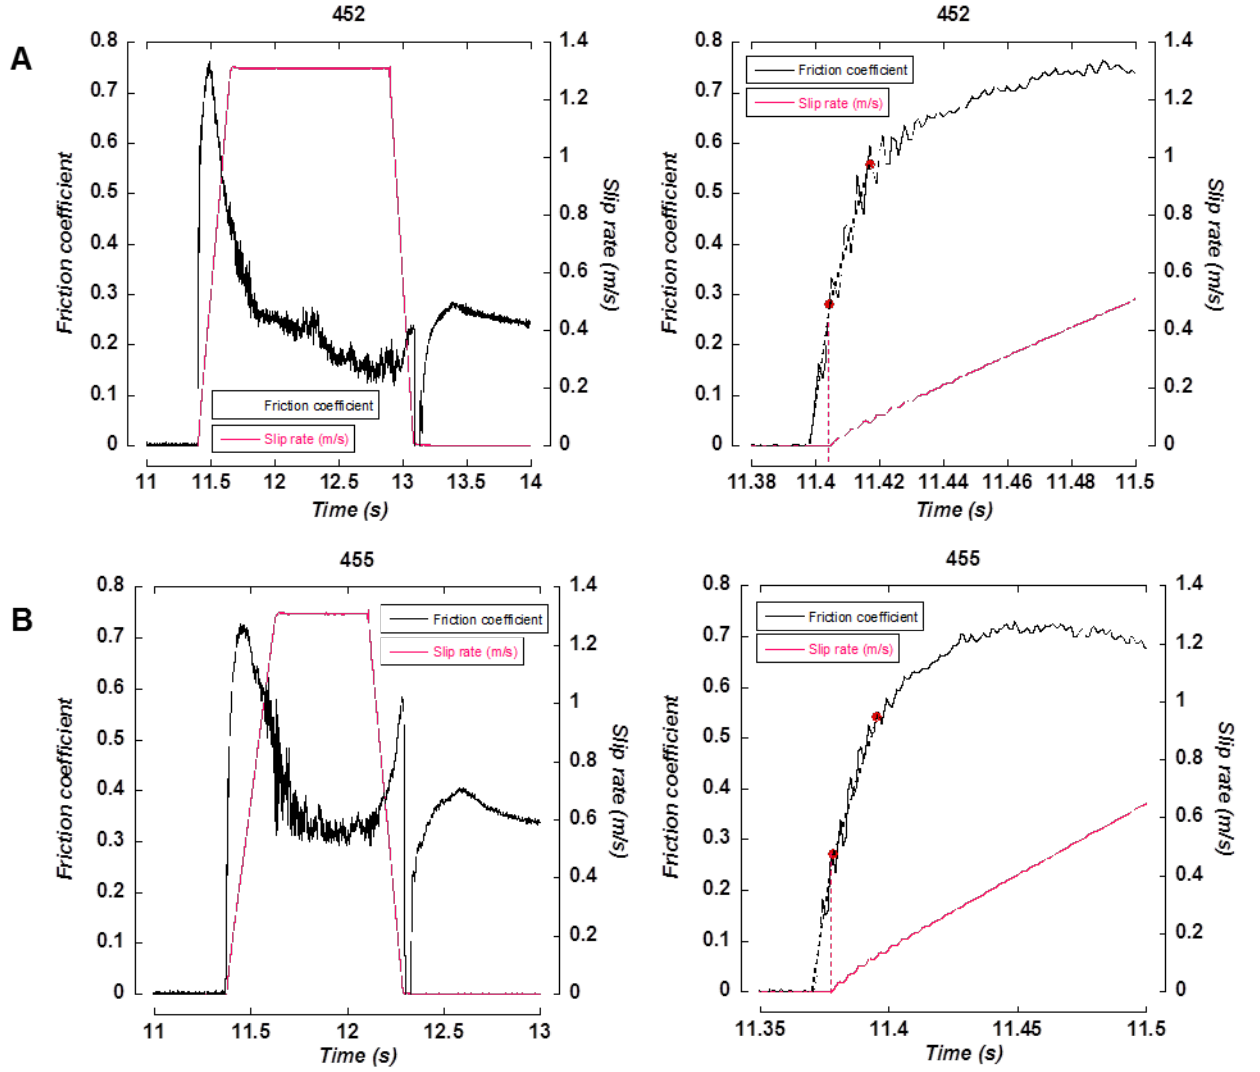 452
A
0.8
0.7
0.6
0.5
0.4
0.3
0.2
0.1
0
Friction coefficient
1.4
1.2
1
0.8
0.6
0.4
0.2
0
Slip rate (m/s)
Friction coefficient
Slip rate (m/s)
11 11.5 12 12.5 13 13.5 14
Time (s)
452
0.8
0.7
0.6
0.5
0.4
0.3
0.2
0.1
0
Friction coefficient
1.4
1.2
1
0.8
0.6
0.4
0.2
0
Slip rate (m/s)
Friction coefficient
Slip rate (m/s)
11.38 11.4 11.42 11.44 11.46 11.48 11.5
Time (s)
455
B
0.8
0.7
0.6
0.5
0.4
0.3
0.2
0.1
0
Friction coefficient
1.4
1.2
1
0.8
0.6
0.4
0.2
0
Slip rate (m/s)
Friction coefficient
Slip rate (m/s)
11 11.5 12 12.5 13
Time (s)
455
0.8
0.7
0.6
0.5
0.4
0.3
0.2
0.1
0
Friction coefficient
1.4
1.2
1
0.8
0.6
0.4
0.2
0
Slip rate (m/s)
Friction coefficient
Slip rate (m/s)
11.35 11.4 11.45 11.5
Time (s)